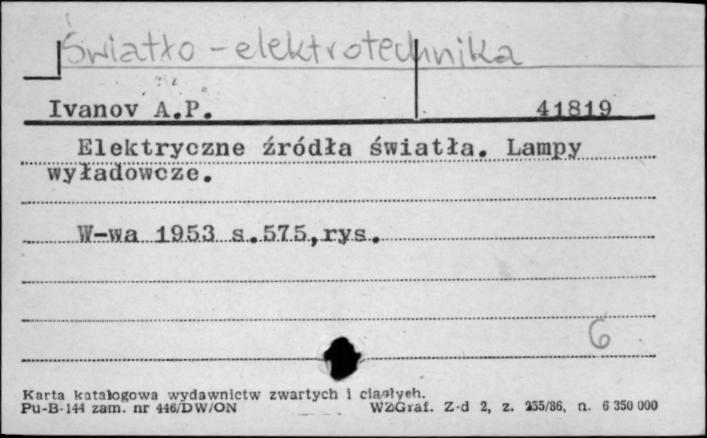 Światło - elektrotechnika
Ivanov A.P. 41819
Elektryczne źródła światła. Lampy
wyładowcze.
W-wa 1953 s.575,rys.
6
Karta katalogowa wydawnictw zwartych i ciągłych.
Pu-B-144 zam. nr 446/DW/ON WZGraf. Z-d 2, z. 255/86, n. 6 350 000